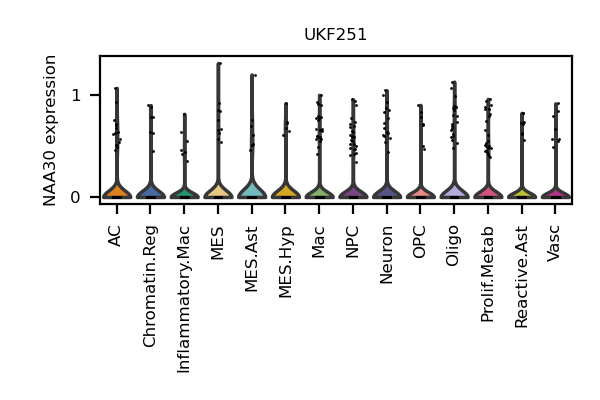 UKF251
NAA30 expression
1
0
AC
Chromatin.Reg
Inflammatory.Mac
MES
MES.Ast
MES.Hyp
Mac
NPC
Neuron
OPC
Oligo
Prolif.Metab
Reactive.Ast
Vasc